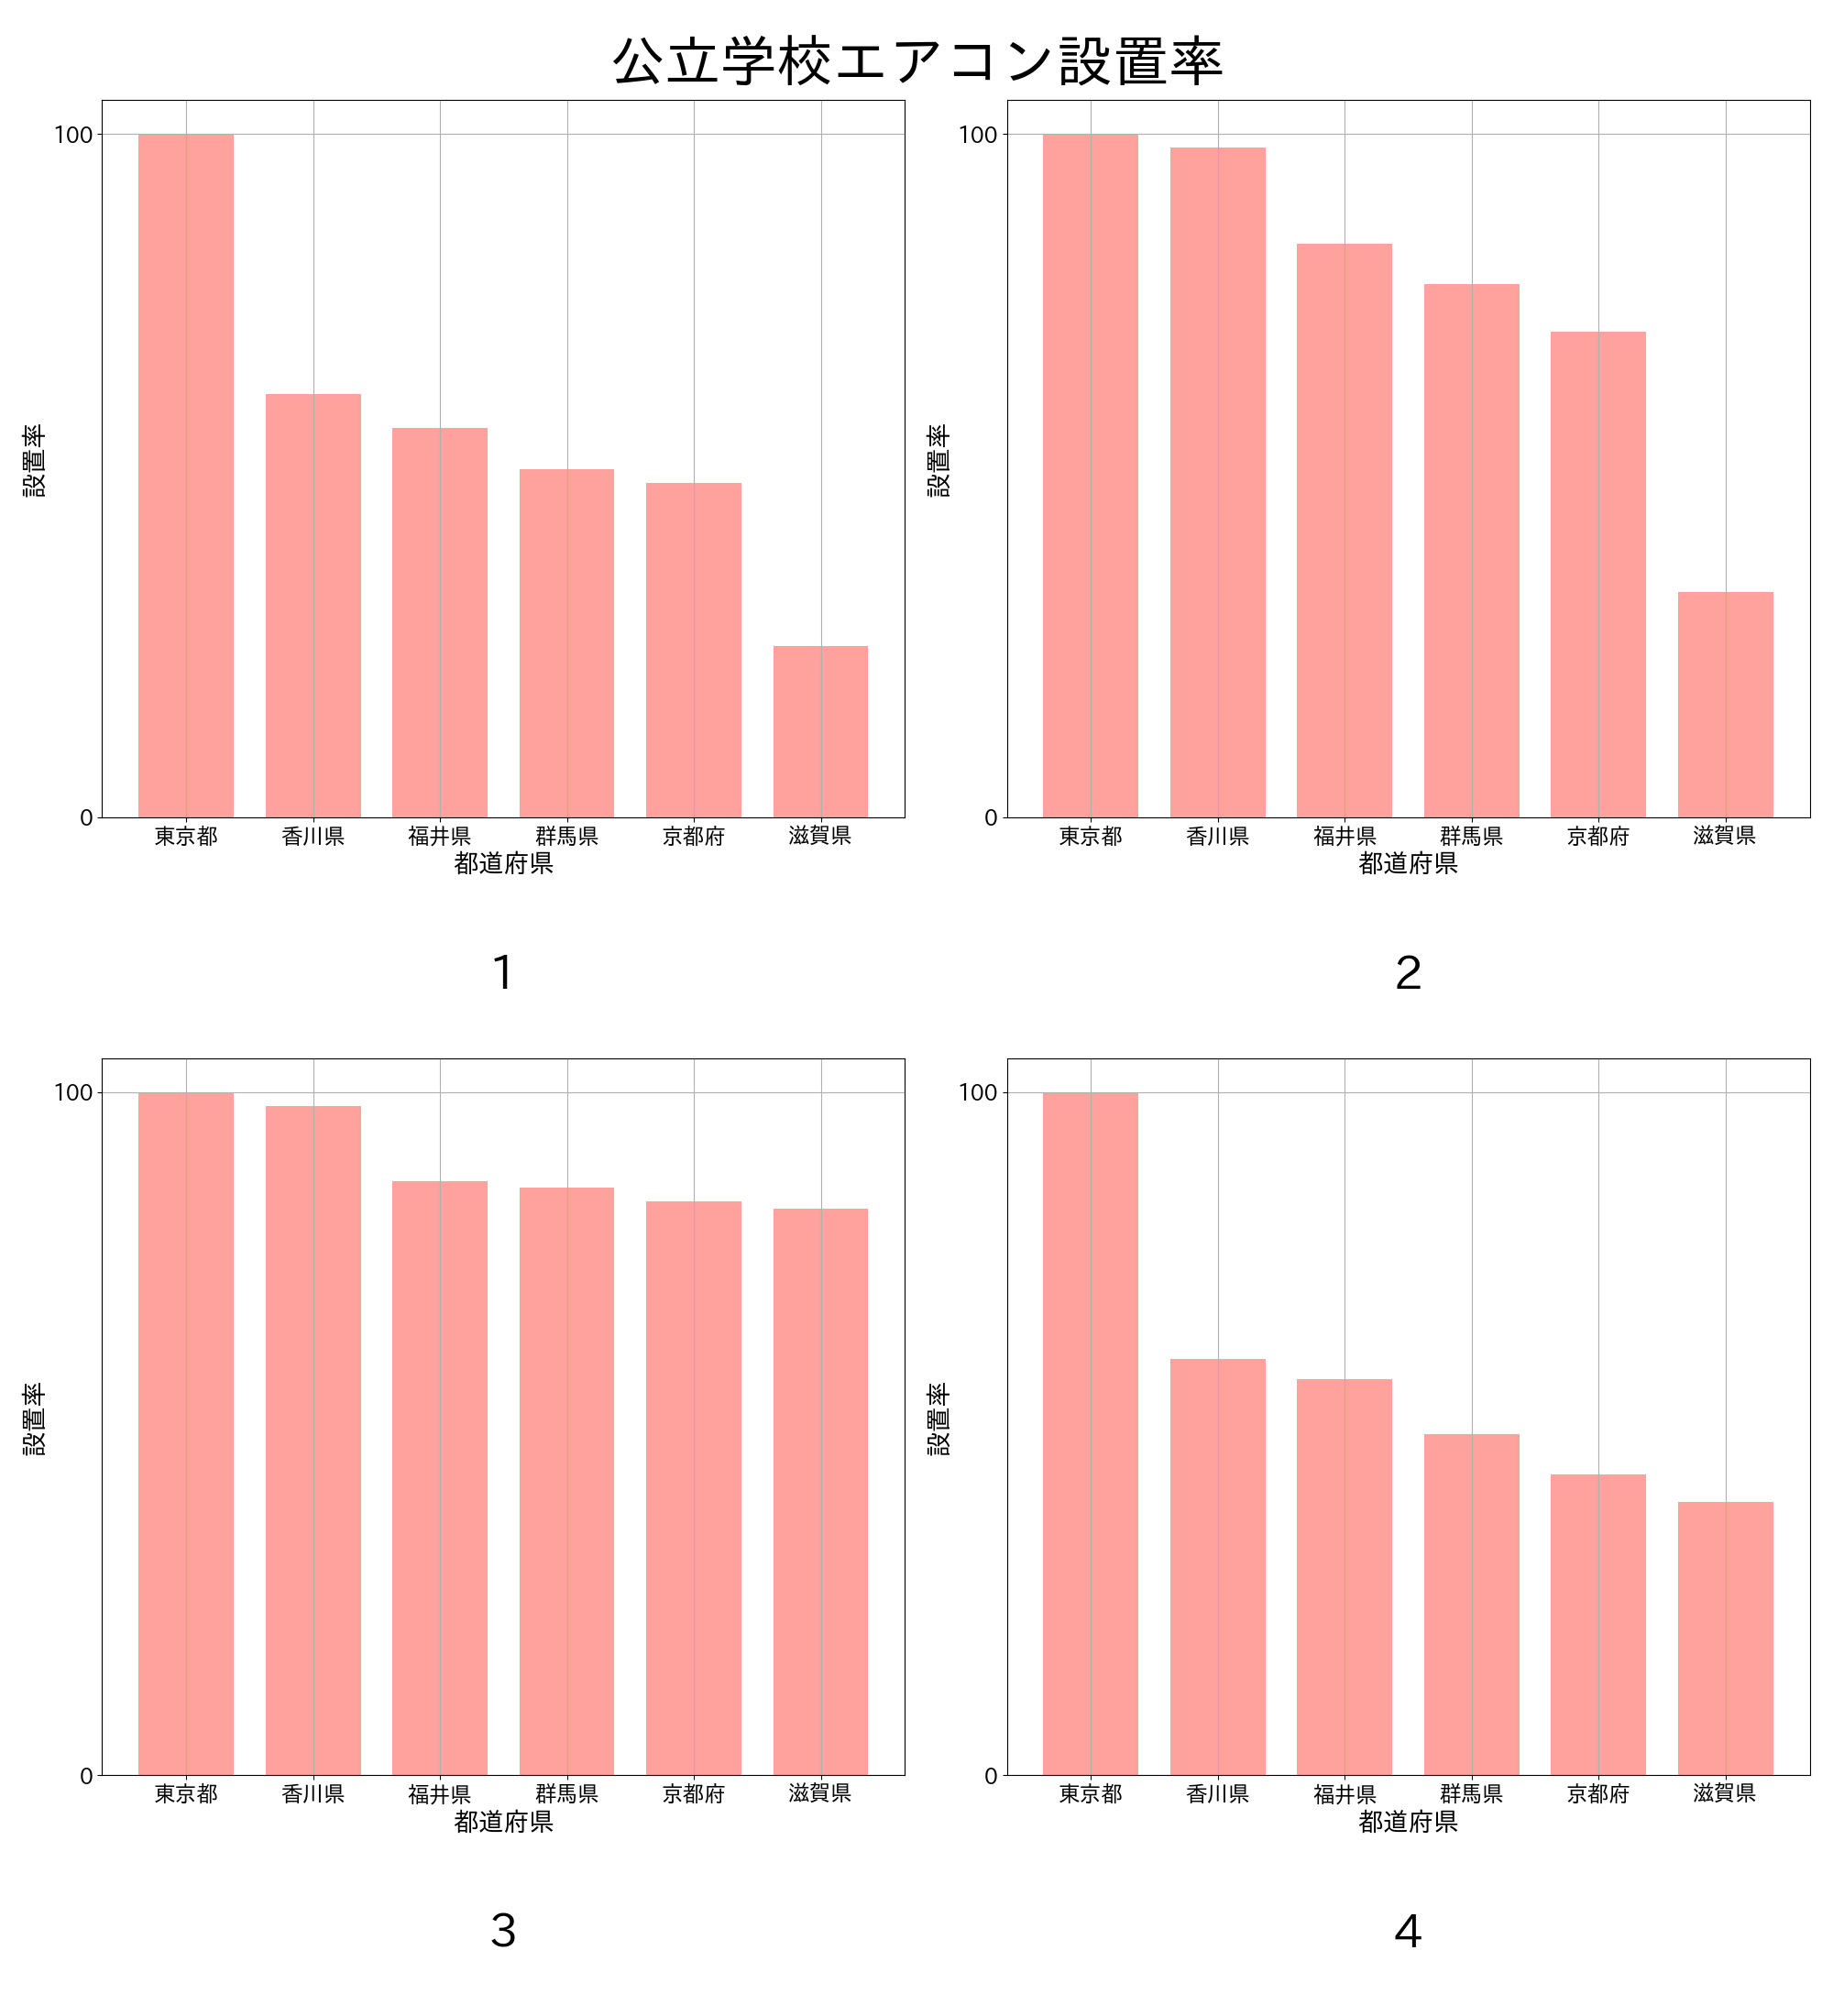 公立学校エアコン設置率
100
設置率
0
東京都 香川県 福井県 群馬県 京都府 滋賀県
都道府県
1
100
設置率
0
東京都 香川県 福井県 群馬県 京都府 滋賀県
都道府県
2
100
設置率
0
東京都 香川県 福井県 群馬県 京都府 滋賀県
都道府県
3
100
設置率
0
東京都 香川県 福井県 群馬県 京都府 滋賀県
都道府県
4